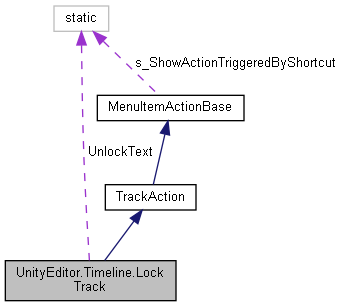 static
s_ShowActionTriggeredByShortcut
MenuItemActionBase
UnlockText
TrackAction
UnityEditor.Timeline.Lock
Track